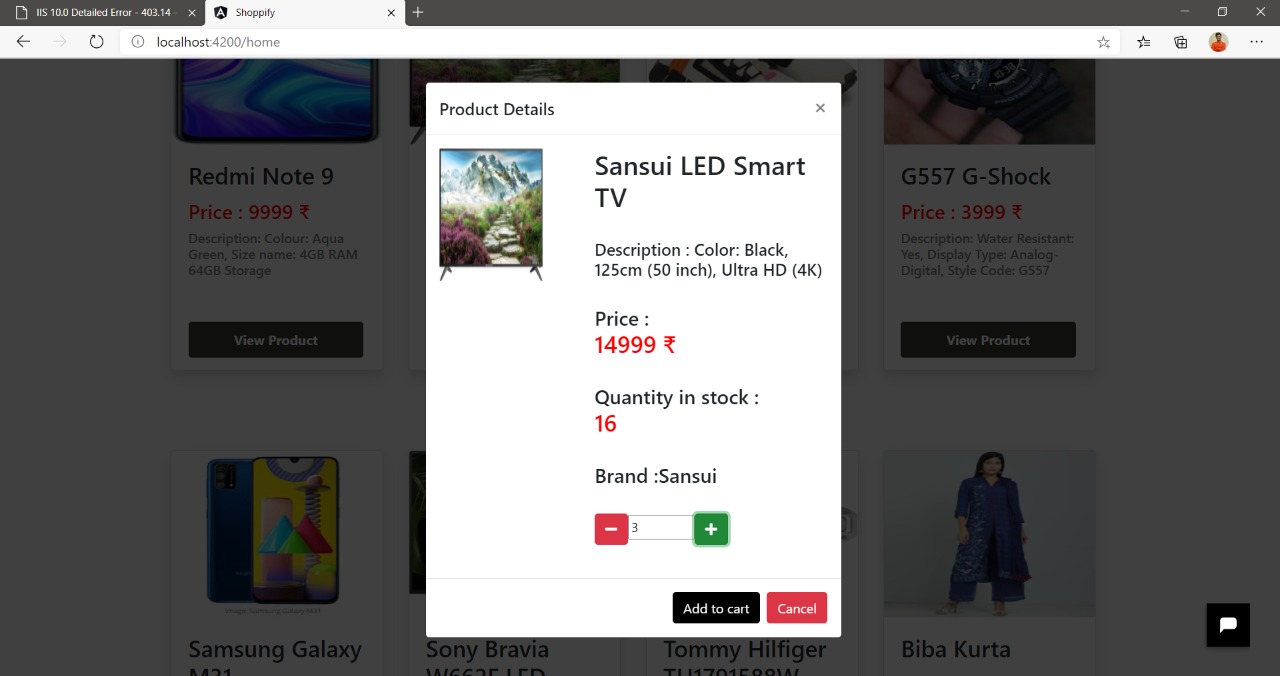 IIS 10.0 Detailed Error - 403.14 -
Shoppify
localhost:4200/home
Product Details
Sansui LED Smart
TV
Description : Color: Black,
125cm (50 inch), Ultra HD (4K)
Price :
14999 ₹
Quantity in stock :
16
Brand :Sansui
3
Add to cart
Cancel
Redmi Note 9
Price : 9999 ₹
Description: Colour: Aqua
Green, Size name: 4GB RAM
64GB Storage
View Product
G557 G-Shock
Price : 3999 ₹
Description: Water Resistant:
Yes, Display Type: Analog-
Digital, Style Code: G557
View Product
Image: Samsung Galaxy M31
Samsung Galaxy
M31
Sony Bravia
W662F LED
Tommy Hilfiger
TH1791588W
Biba Kurta